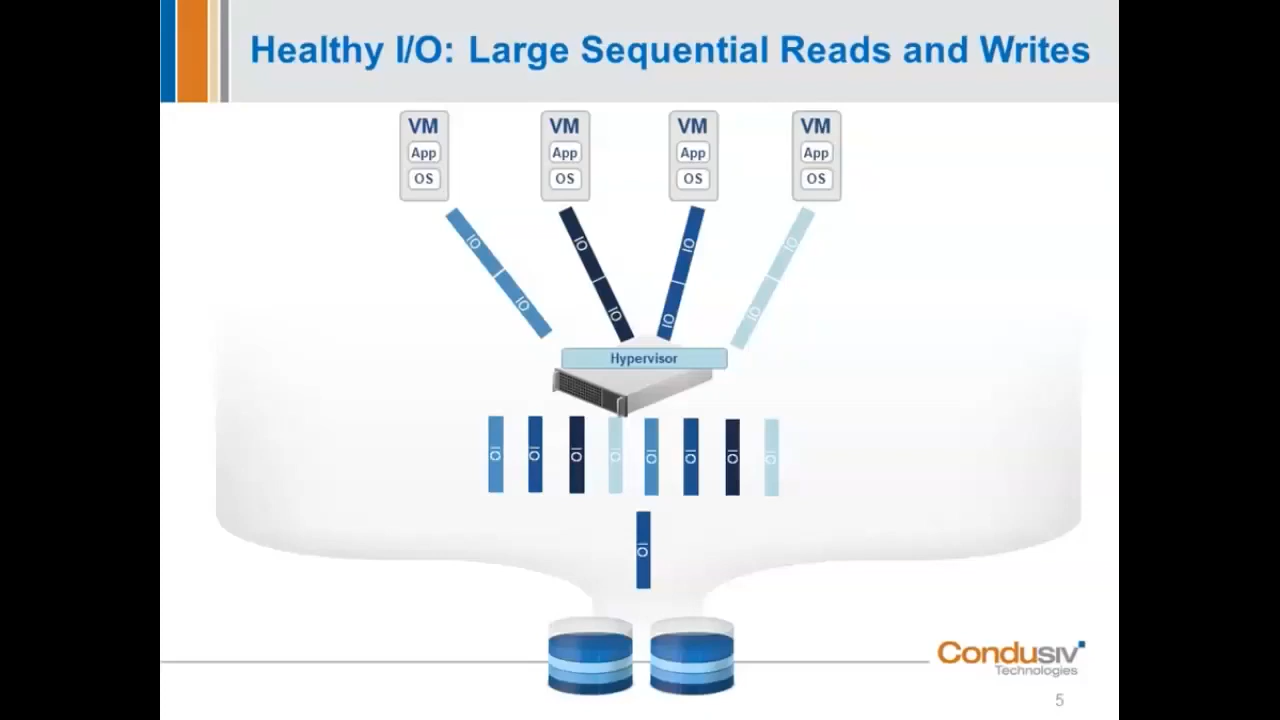 Healthy I/O: Large Sequential Reads and Writes
VM VM VM VM
App App App App
OS OS OS OS
IO IO IO IO
IO IO IO IO
Hypervisor
IO IO IO IO IO IO IO IO
IO
Condusiv
Technologies
5